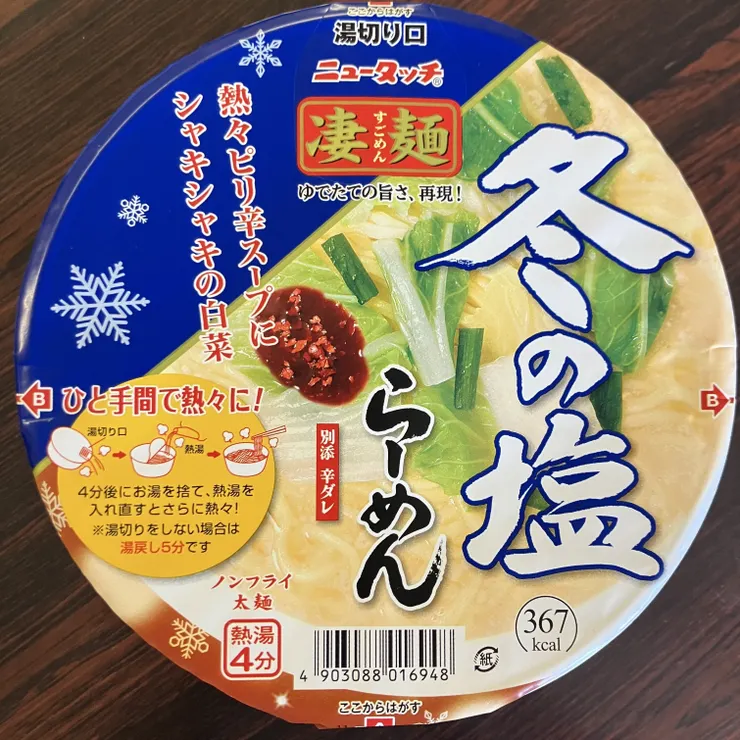 ここからはがす
湯切り口
ニュータッチ®
凄麺
すごめん
ゆでたての旨さ、再現!
冬の塩
らーめん
熱々ピリ辛スープに
シャキシャキの白菜
別添 辛ダレ
B
ひと手間で熱々に!
湯切り口
熱湯
4分後にお湯を捨て、熱湯を
入れ直すとさらに熱々!
※湯切りをしない場合は
湯戻し5分です
B
ノンフライ
太麺
熱湯
4分
4 903088 016948
紙
367
kcal
ここからはがす
A